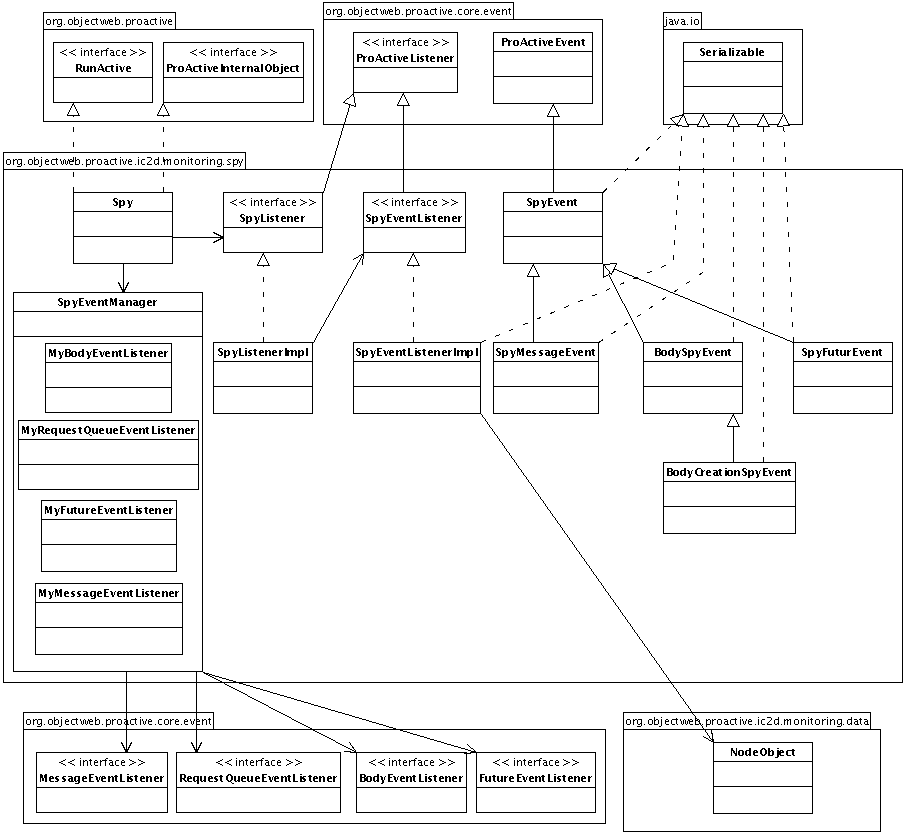 org.objectweb.proactive
org.objectweb.proactive.core.event
java.io
<< interface >>
RunActive
<< interface >>
ProActiveInternalObject
<< interface >>
ProActiveListener
ProActiveEvent
Serializable
org.objectweb.proactive.ic2d.monitoring.spy
Spy
<< interface >>
SpyListener
<< interface >>
SpyEventListener
SpyEvent
SpyEventManager
MyBodyEventListener
MyRequestQueueEventListener
MyFutureEventListener
MyMessageEventListener
SpyListenerImpl
SpyEventListenerImpl
SpyMessageEvent
BodySpyEvent
SpyFuturEvent
BodyCreationSpyEvent
org.objectweb.proactive.core.event
<< interface >>
MessageEventListener
<< interface >>
RequestQueueEventListener
<< interface >>
BodyEventListener
<< interface >>
FutureEventListener
org.objectweb.proactive.ic2d.monitoring.data
NodeObject